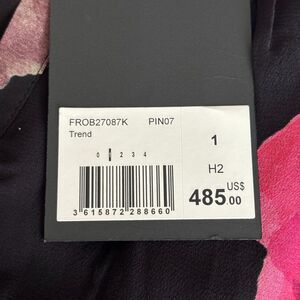 FROB27087K PIN07
Trend
1
0 1 2 3 4
H2
485.00 US$
3 615872 288660